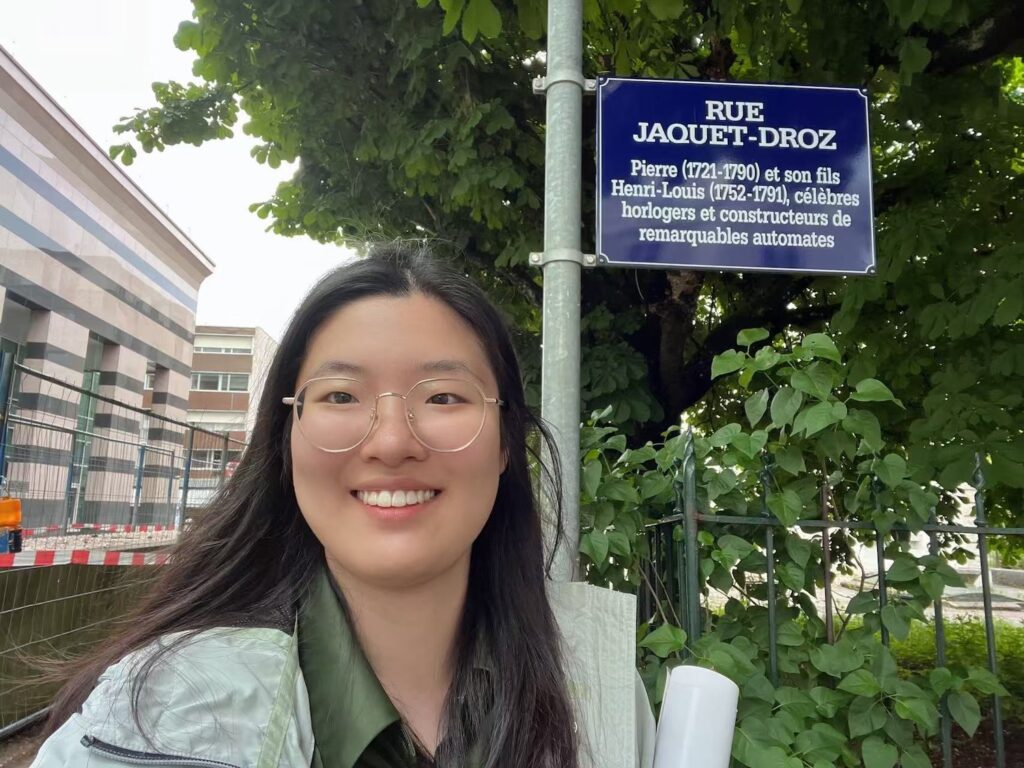 RUE
JAQUET-DROZ
Pierre (1721-1790) et son fils
Henri-Louis (1752-1791), célèbres
horlogers et constructeurs de
remarquables automates